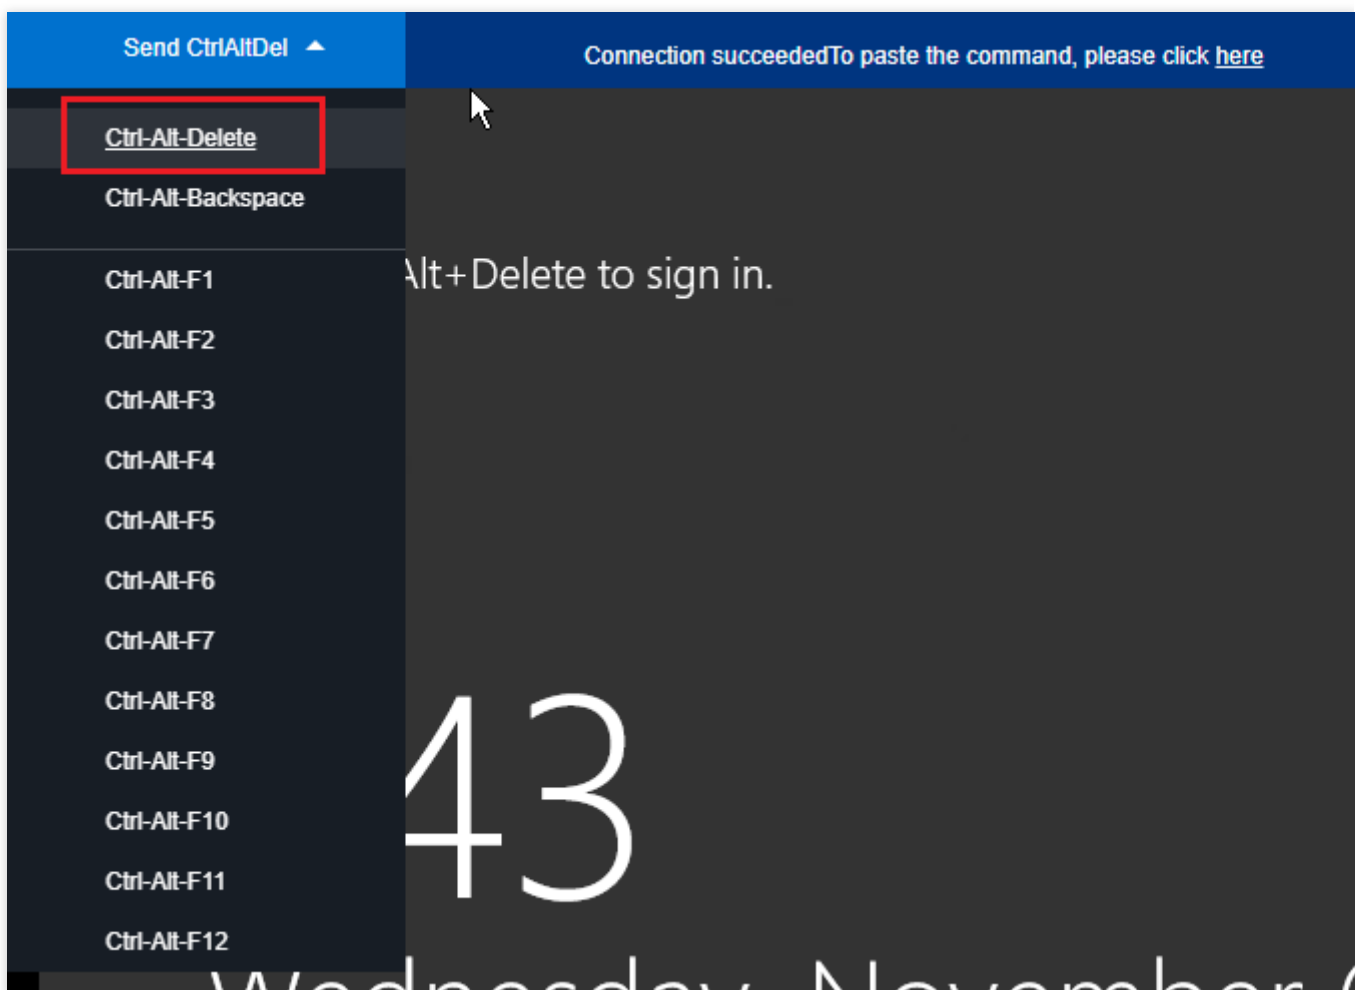 Send CtrlAltDel
Connection succeededTo paste the command, please click here
Ctrl-Alt-Delete
Ctrl-Alt-Backspace
Alt+Delete to sign in.
Ctrl-Alt-F1
Ctrl-Alt-F2
Ctrl-Alt-F3
Ctrl-Alt-F4
Ctrl-Alt-F5
Ctrl-Alt-F6
Ctrl-Alt-F7
Ctrl-Alt-F8
Ctrl-Alt-F9
Ctrl-Alt-F10
43
Ctrl-Alt-F11
Ctrl-Alt-F12
Wednesday, November